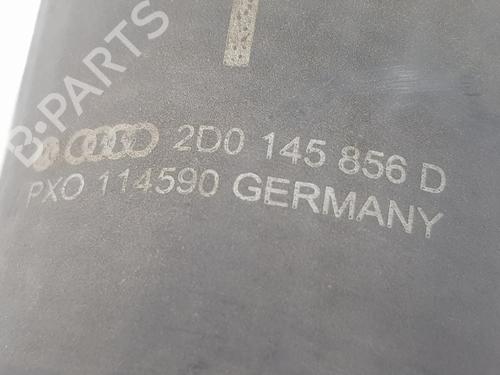 B-PARTS
2D0 145 856 D
PXO 114590 GERMANY